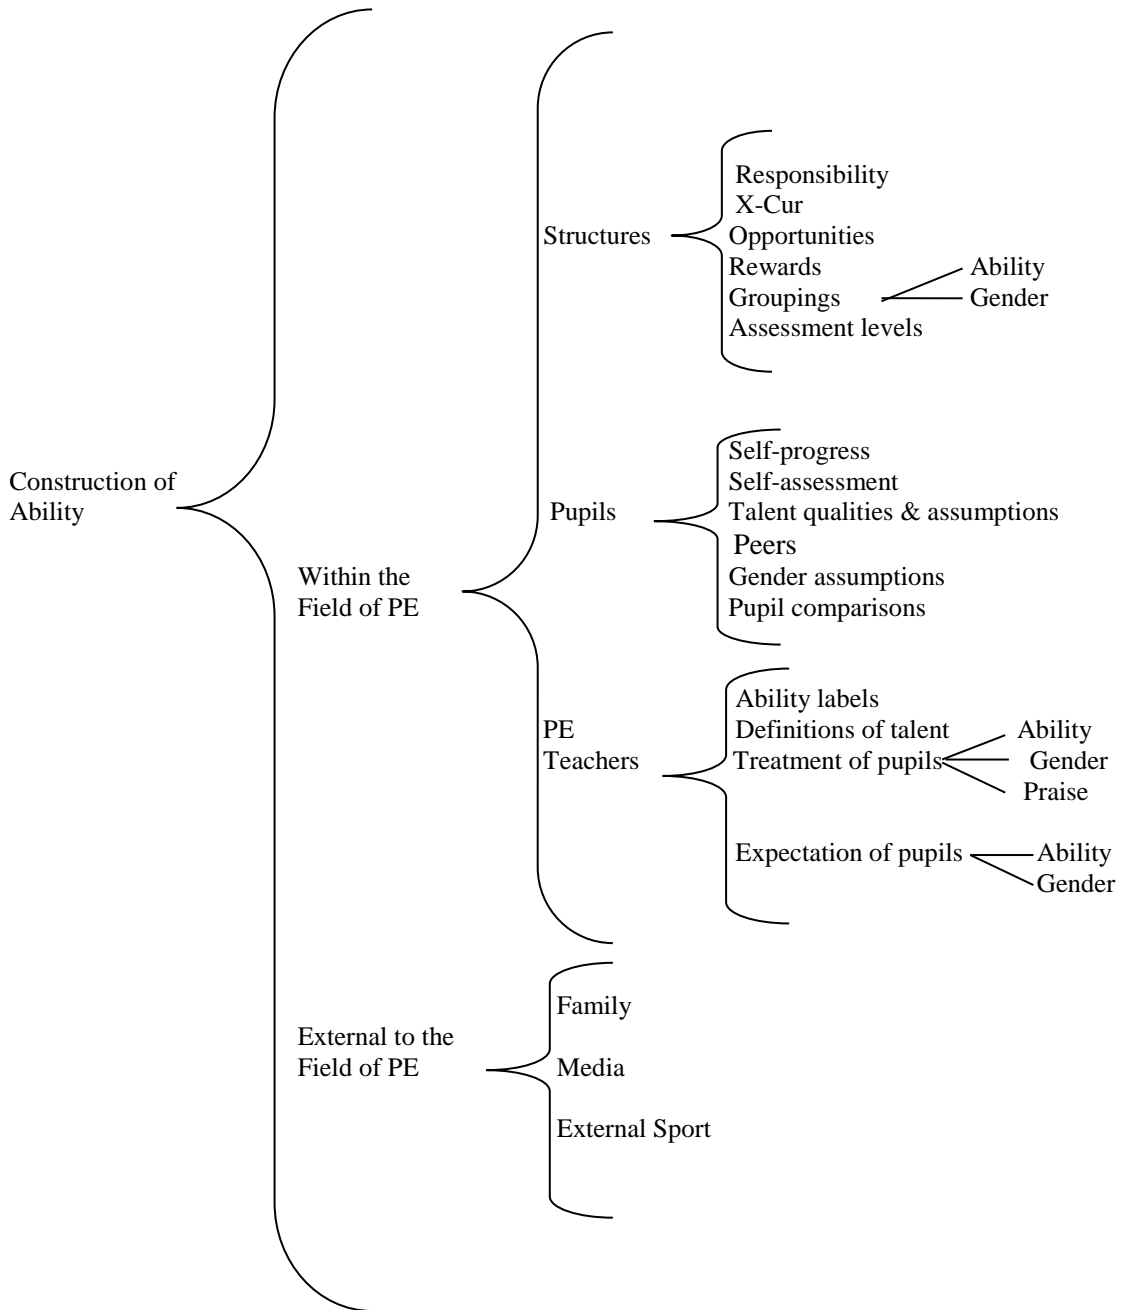 Construction of
Ability
Within the
Field of PE
Structures
Responsibility
X-Cur
Opportunities
Rewards
Groupings
Ability
Gender
Assessment levels
Pupils
Self-progress
Self-assessment
Talent qualities & assumptions
Peers
Gender assumptions
Pupil comparisons
PE
Teachers
Ability labels
Definitions of talent
Treatment of pupils
Ability
Gender
Praise
Expectation of pupils
Ability
Gender
External to the
Field of PE
Family
Media
External Sport